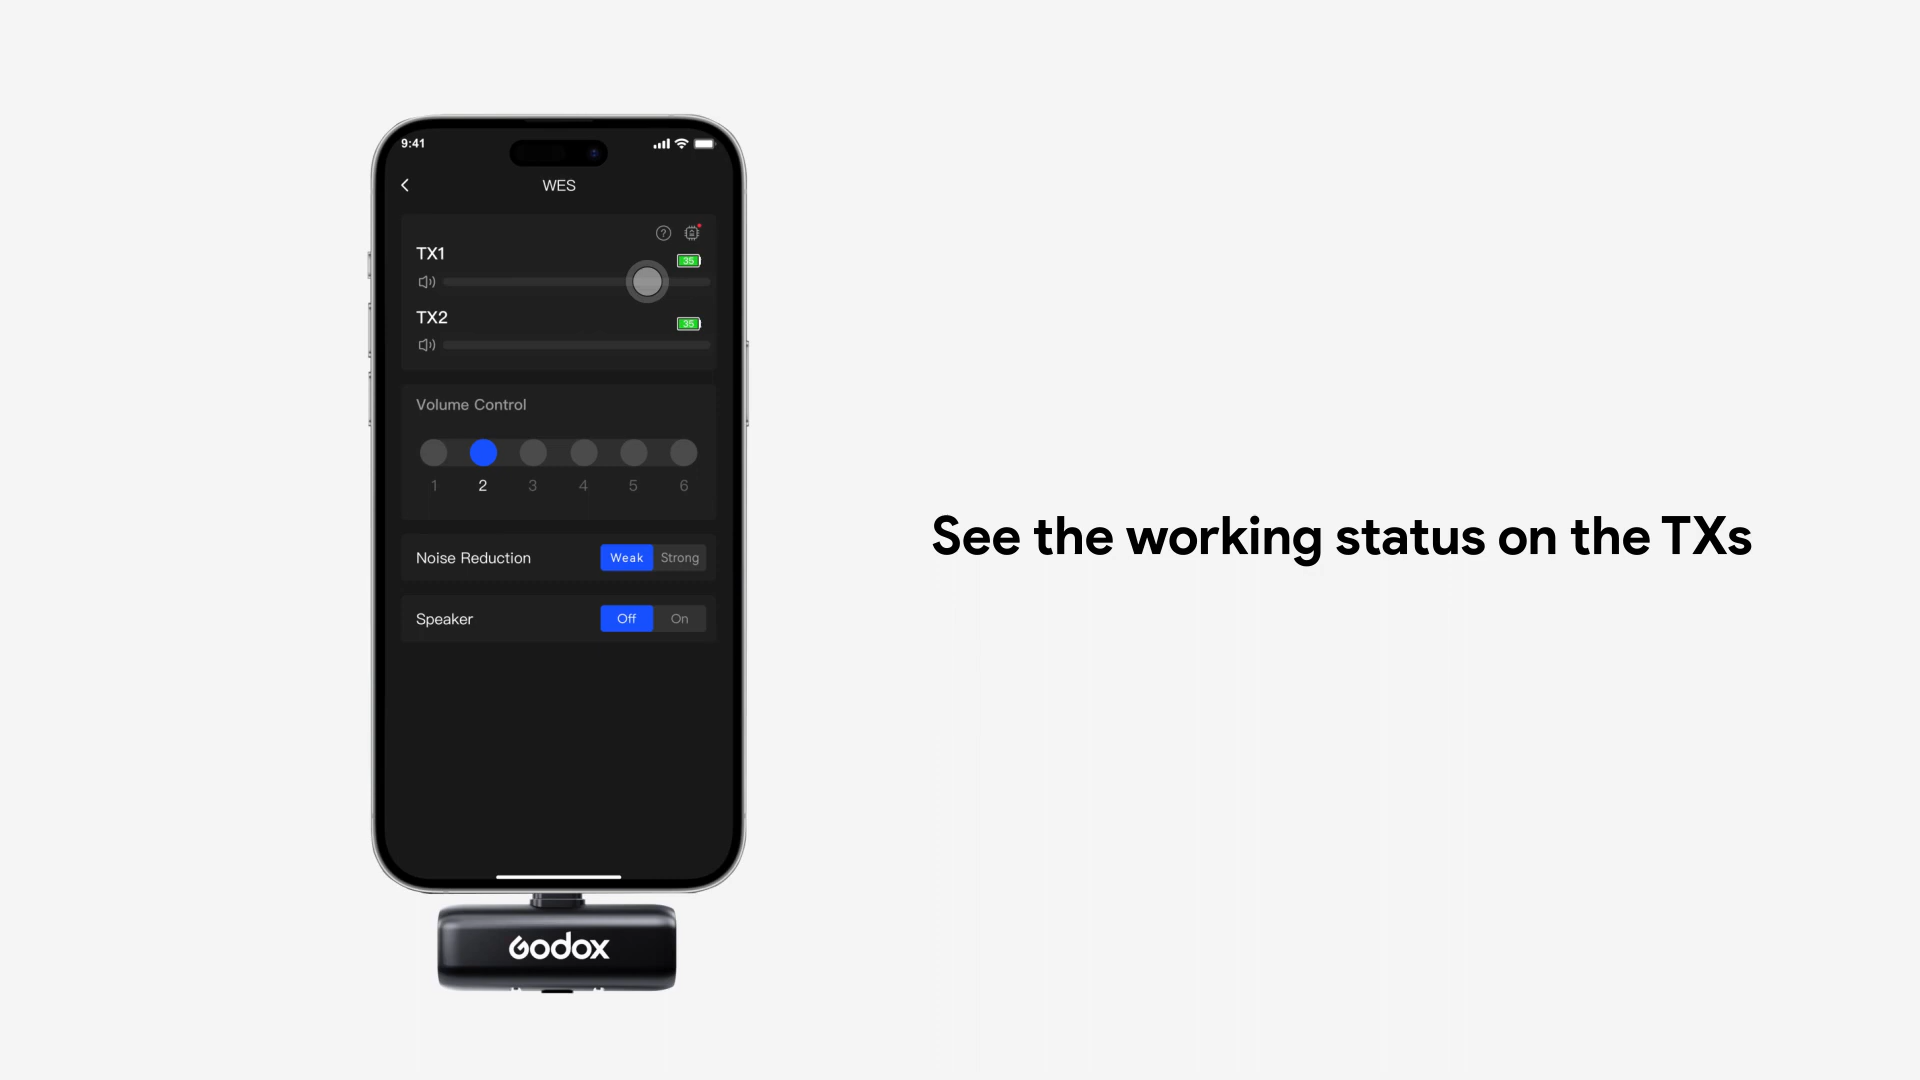 9:41
WES
TX1
35
TX2
35
Volume Control
1 2 3 4 5 6
Noise Reduction Weak Strong
Speaker Off On
Godox
See the working status on the TXs